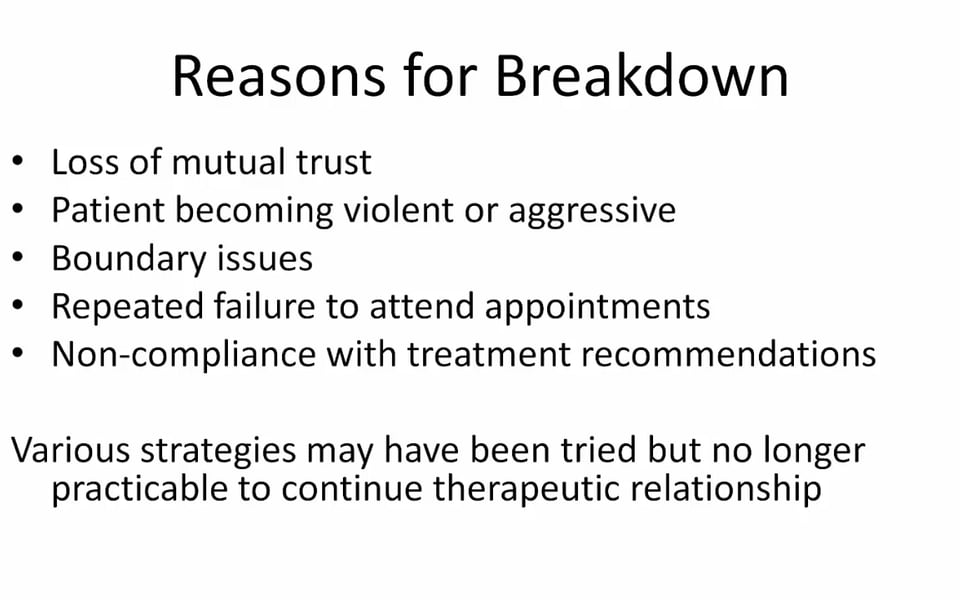 Reasons for Breakdown
• Loss of mutual trust
• Patient becoming violent or aggressive
• Boundary issues
• Repeated failure to attend appointments
• Non-compliance with treatment recommendations
Various strategies may have been tried but no longer
practicable to continue therapeutic relationship